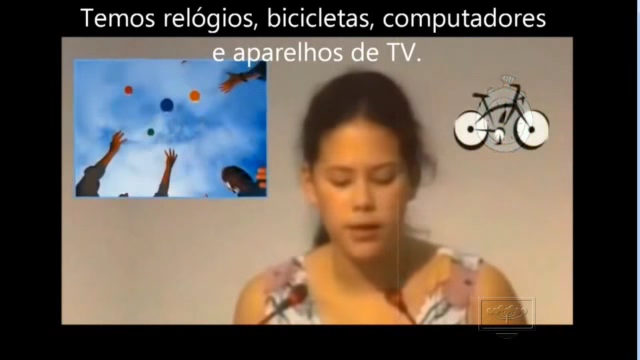 Temos relógios, bicicletas, computadores
e aparelhos de TV.